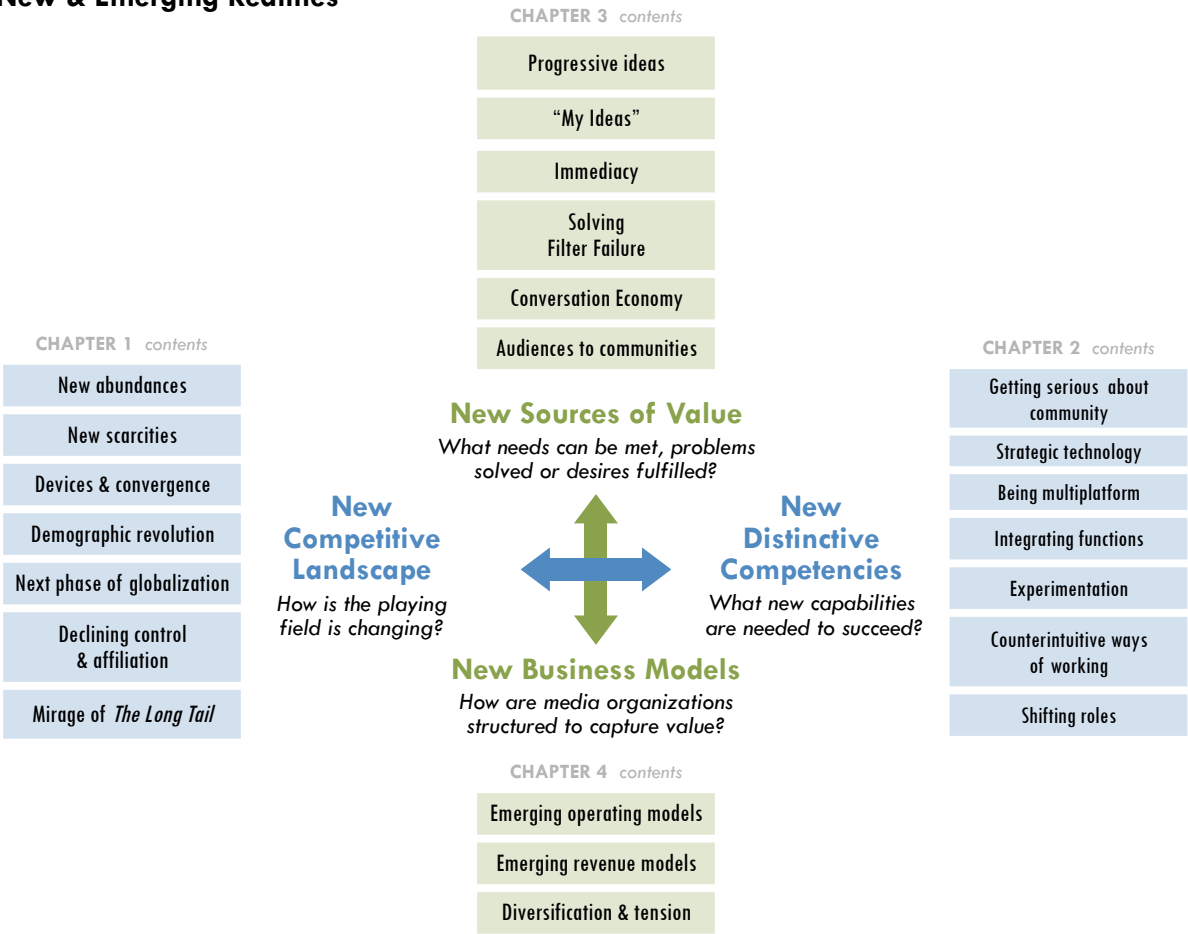 New & Emerging Realities
CHAPTER 3 contents
Progressive ideas
“My Ideas”
Immediacy
Solving
Filter Failure
Conversation Economy
Audiences to communities
CHAPTER 1 contents
New abundances
New scarcities
Devices & convergence
Demographic revolution
Next phase of globalization
Declining control
& affiliation
Mirage of The Long Tail
New Sources of Value
What needs can be met, problems
solved or desires fulfilled?
New
Competitive
Landscape
How is the playing
field is changing?
New
Distinctive
Competencies
What new capabilities
are needed to succeed?
New Business Models
How are media organizations
structured to capture value?
CHAPTER 2 contents
Getting serious about
community
Strategic technology
Being multiplatform
Integrating functions
Experimentation
Counterintuitive ways
of working
Shifting roles
CHAPTER 4 contents
Emerging operating models
Emerging revenue models
Diversification & tension